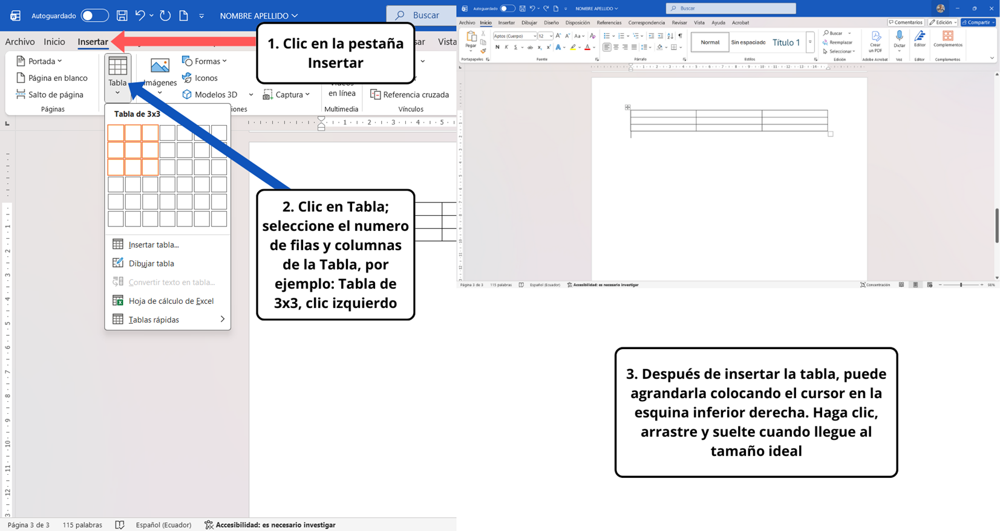 Autoguardado
NOMBRE APELLIDO
Buscar
Archivo Inicio Insertar
Vista
1. Clic en la pestaña
Insertar
Portada
Página en blanco
Salto de página
Páginas
Tabla
Imágenes
Formas
Iconos
Modelos 3D
Captura
en línea
Multimedia
Referencia cruzada
Vínculos
Tabla de 3x3
Insertar tabla...
Dibujar tabla
Convertir texto en tabla...
Hoja de cálculo de Excel
Tablas rápidas
2. Clic en Tabla;
seleccione el numero
de filas y columnas
de la Tabla, por
ejemplo: Tabla de
3x3, clic izquierdo
Página 3 de 3 115 palabras Español (Ecuador) Accesibilidad: es necesario investigar
Autoguardado NOMBRE APELLIDO Buscar
Archivo Inicio Insertar Dibujar Diseño Disposición Referencias Correspondencia Revisar Vista Ayuda Acrobat
Comentarios Edición Compartir
Pegar
Portapapeles
Aptos (Cuerpo) 12
N K S ab
Fuente
Párrafo
Normal Sin espaciado Título 1
Estilos
Buscar
Reemplazar
Seleccionar
Edición
Crear
un PDF
Adobe Acrobat
Dictar
Voz
Editor
Editor
Complementos
Complementos
Página 3 de 3 115 palabras Español (Ecuador) Accesibilidad: es necesario investigar
Concentración 98%
3. Después de insertar la tabla, puede
agrandarla colocando el cursor en la
esquina inferior derecha. Haga clic,
arrastre y suelte cuando llegue al
tamaño ideal